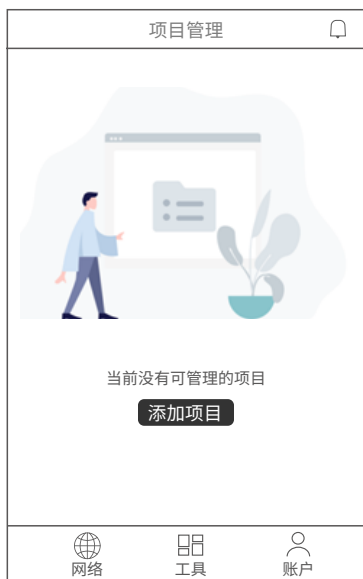 项目管理
当前没有可管理的项目
添加项目
网络
工具
账户